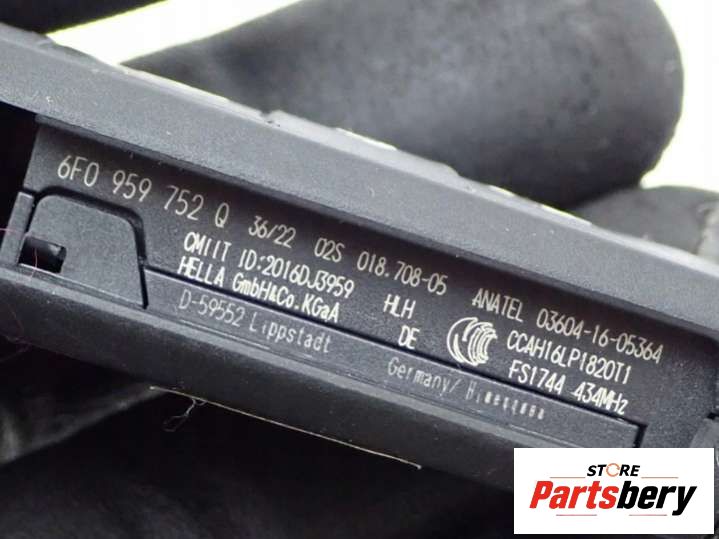 6F0 959 752 Q 36/22 02S 018.708-05 ANATEL 03604-16-05364
CMIIT ID:2016DJ3959 HLH CCAH16LP1820T1
HELLA GmbH&Co.KGaA DE FS1744 434MHz
D-59552 Lippstadt Germany/
STORE
Partsbery